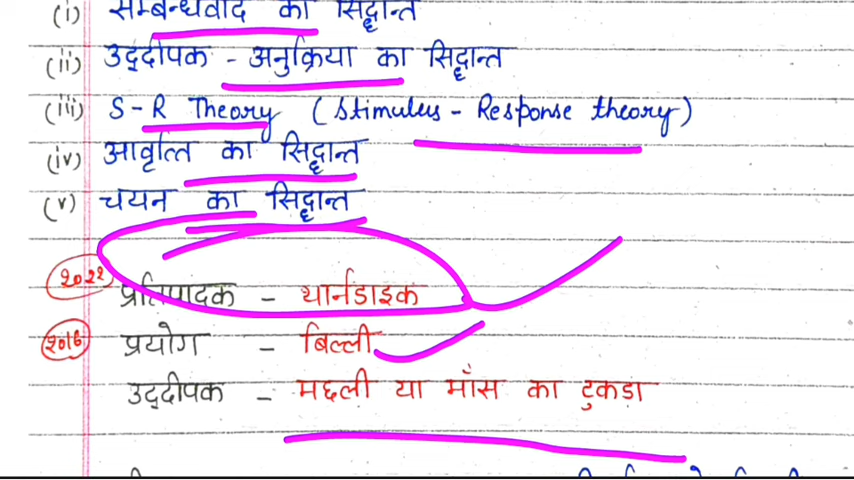 (i) सम्बन्धवाद का सिद्धान्त
(ii) उद्दीपक - अनुक्रिया का सिद्धान्त
(iii) S-R Theory (Stimules - Response theory)
(iv) आवृत्ति का सिद्धान्त
(v) चयन का सिद्धान्त
2022 प्रतिपादक - थार्नडाइक
2016 प्रयोग - बिल्ली
उद्दीपक - मछली या माँस का टुकड़ा